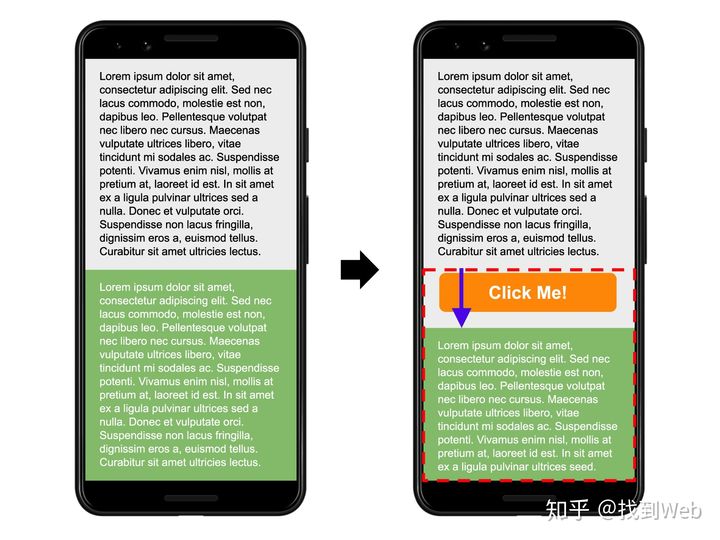 Lorem ipsum dolor sit amet,
consectetur adipiscing elit. Sed nec
lacus commodo, molestie est non,
dapibus leo. Pellentesque volutpat
nec libero nec cursus. Maecenas
vulputate ultrices libero, vitae
tincidunt mi sodales ac. Suspendisse
potenti. Vivamus enim nisl, mollis at
pretium at, laoreet id est. In sit amet
ex a ligula pulvinar ultrices sed a
nulla. Donec et vulputate orci.
Suspendisse non lacus fringilla,
dignissim eros a, euismod tellus.
Curabitur sit amet ultricies lectus.
Lorem ipsum dolor sit amet,
consectetur adipiscing elit. Sed nec
lacus commodo, molestie est non,
dapibus leo. Pellentesque volutpat
nec libero nec cursus. Maecenas
vulputate ultrices libero, vitae
tincidunt mi sodales ac. Suspendisse
potenti. Vivamus enim nisl, mollis at
pretium at, laoreet id est. In sit amet
ex a ligula pulvinar ultrices sed a
nulla. Donec et vulputate orci.
Suspendisse non lacus fringilla,
dignissim eros a, euismod tellus.
Curabitur sit amet ultricies lectus.
Lorem ipsum dolor sit amet,
consectetur adipiscing elit. Sed nec
lacus commodo, molestie est non,
dapibus leo. Pellentesque volutpat
nec libero nec cursus. Maecenas
vulputate ultrices libero, vitae
tincidunt mi sodales ac. Suspendisse
potenti. Vivamus enim nisl, mollis at
pretium at, laoreet id est. In sit amet
ex a ligula pulvinar ultrices sed a
nulla. Donec et vulputate orci.
Suspendisse non lacus fringilla,
dignissim eros a, euismod tellus.
Curabitur sit amet ultricies lectus.
Click Me!
Lorem ipsum dolor sit amet,
consectetur adipiscing elit. Sed nec
lacus commodo, molestie est non,
dapibus leo. Pellentesque volutpat
nec libero nec cursus. Maecenas
vulputate ultrices libero, vitae
tincidunt mi sodales ac. Suspendisse
potenti. Vivamus enim nisl, mollis at
pretium at, laoreet id est. In sit amet
ex a ligula pulvinar ultrices seed.
知乎 @找到Web